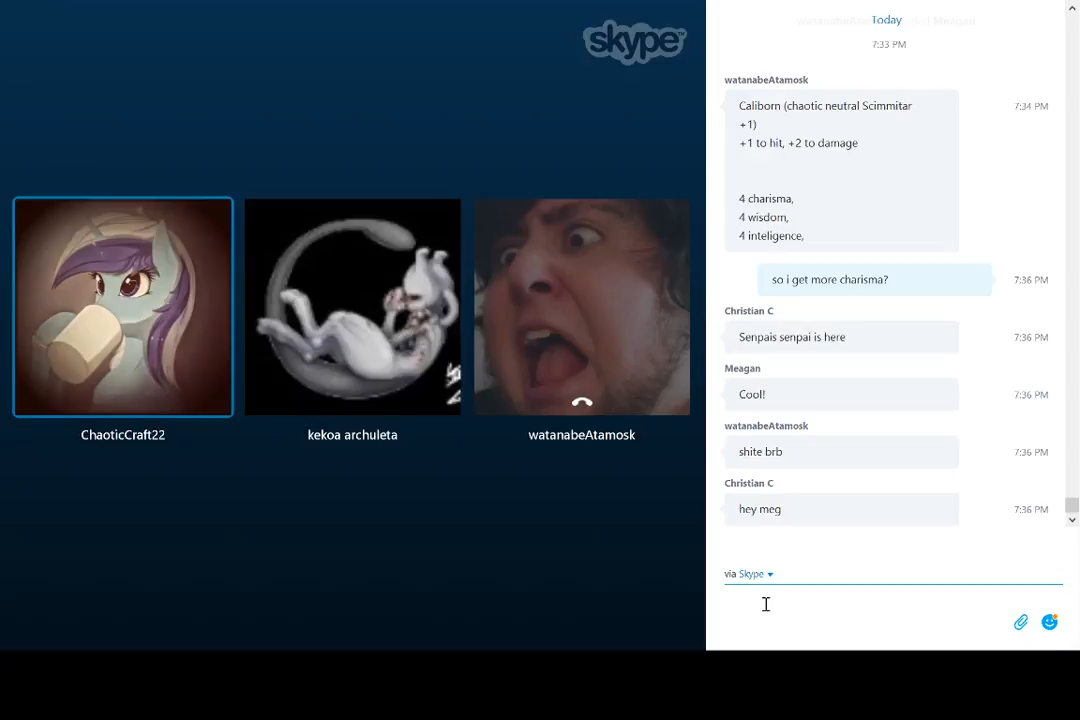 skype™
Today
7:33 PM
watanabeAtamosk
Caliborn (chaotic neutral Scimmitar
+1)
+1 to hit, +2 to damage
4 charisma,
4 wisdom,
4 inteligence,
7:34 PM
so i get more charisma?
7:36 PM
Christian C
Senpais senpai is here
7:36 PM
Meagan
Cool!
7:36 PM
watanabeAtamosk
shite brb
7:36 PM
Christian C
hey meg
7:36 PM
via Skype
ChaoticCraft22
kekoa archuleta
watanabeAtamosk